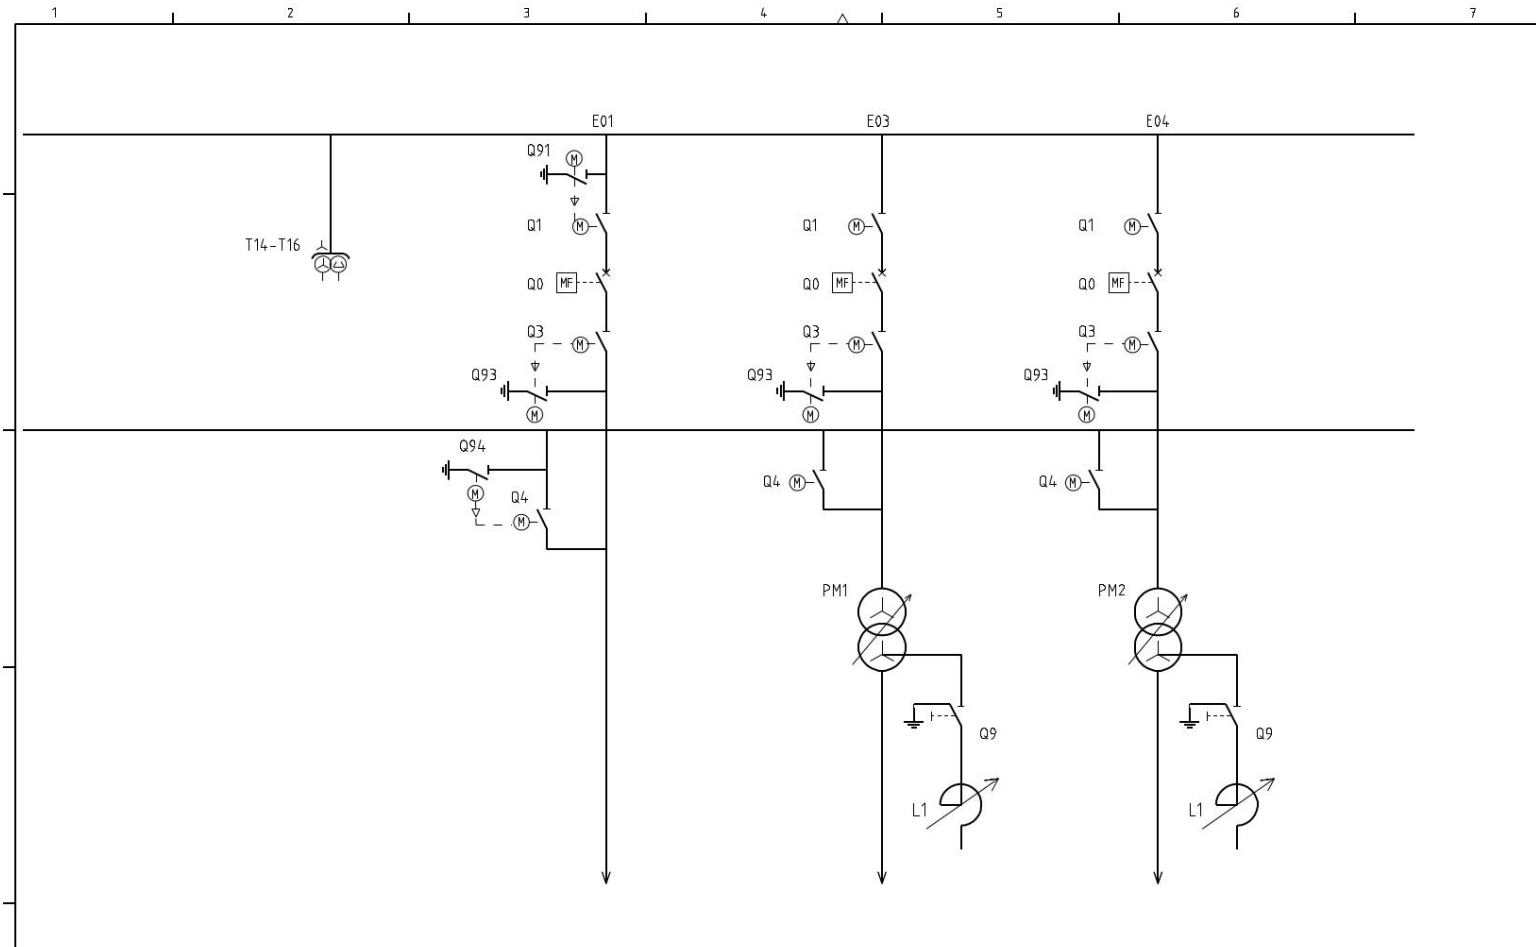 1 2 3 4 5 6 7
E01 E03 E04
Q91 M
Q1 M Q1 M Q1 M
T14-T16
Q0 MF Q0 MF Q0 MF
Q3 M Q3 M Q3 M
Q93 Q93 Q93
M M M
Q94
Q4 M Q4 M
M Q4
M
PM1 PM2
Q9 Q9
L1 L1